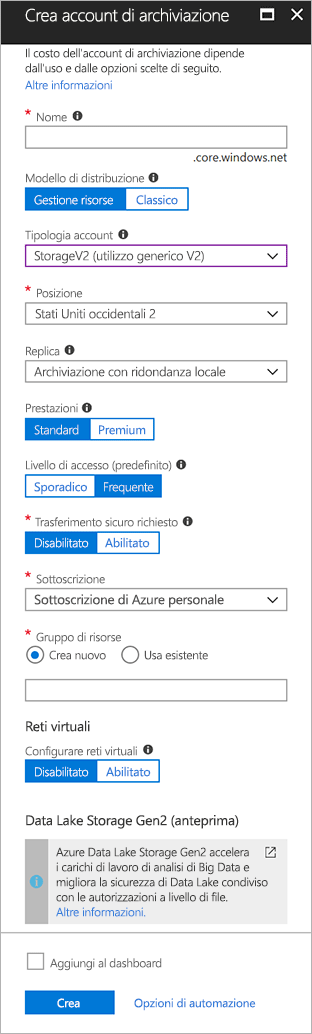 Crea account di archiviazione
Il costo dell'account di archiviazione dipende
dall'uso e dalle opzioni scelte di seguito.
Altre informazioni
* Nome
.core.windows.net
Modello di distribuzione
Gestione risorse Classico
Tipologia account
StorageV2 (utilizzo generico V2)
* Posizione
Stati Uniti occidentali 2
Replica
Archiviazione con ridondanza locale
Prestazioni
Standard Premium
Livello di accesso (predefinito)
Sporadico Frequente
* Trasferimento sicuro richiesto
Disabilitato Abilitato
* Sottoscrizione
Sottoscrizione di Azure personale
* Gruppo di risorse
Crea nuovo Usa esistente
Reti virtuali
Configurare reti virtuali
Disabilitato Abilitato
Data Lake Storage Gen2 (anteprima)
Azure Data Lake Storage Gen2 accelera
i carichi di lavoro di analisi di Big Data e
migliora la sicurezza di Data Lake condiviso
con le autorizzazioni a livello di file.
Altre informazioni.
Aggiungi al dashboard
Crea Opzioni di automazione